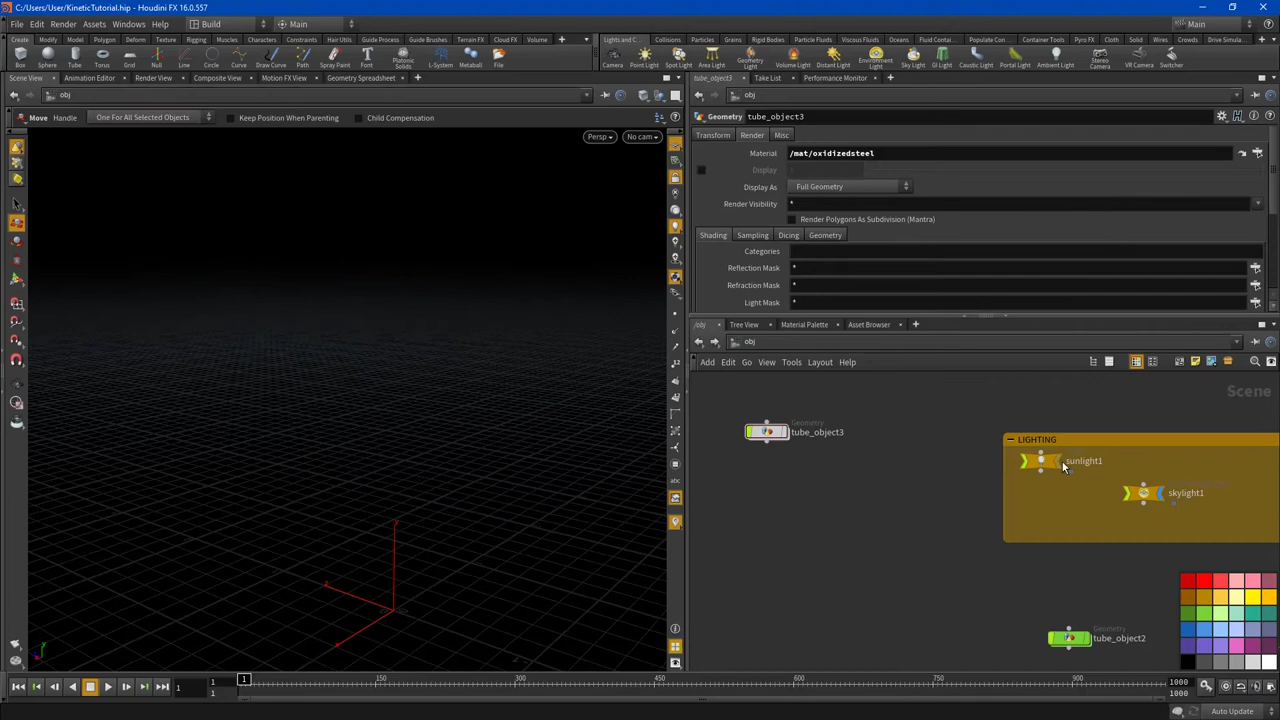 C:/Users/User/KineticTutorial.hip - Houdini FX 16.0.557
File Edit Render Assets Windows Help Build Main Main
Create Modify Model Polygon Deform Texture Rigging Muscles Characters Constraints Hair Utils Guide Process Guide Brushes Terrain FX Cloud FX Volume
Lights and C... Collisions Particles Grains Rigid Bodies Particle Fluids Viscous Fluids Oceans Fluid Contai... Populate Con... Container Tools Pyro FX Cloth Solid Wires Crowds Drive Simula...
Box Sphere Tube Torus Grid Null Line Circle Curve Draw Curve Path Spray Paint Font Platonic Solids L-System Metaball File
Camera Point Light Spot Light Area Light Geometry Light Volume Light Distant Light Environment Light Sky Light GI Light Caustic Light Portal Light Ambient Light Stereo Camera VR Camera Switcher
Scene View Animation Editor Render View Composite View Motion FX View Geometry Spreadsheet
tube_object3 Take List Performance Monitor
obj
obj
Move Handle One For All Selected Objects Keep Position When Parenting Child Compensation
Geometry tube_object3
Persp No cam
Transform Render Misc
Material /mat/oxidizedsteel
Display
Display As Full Geometry
Render Visibility *
Render Polygons As Subdivision (Mantra)
Shading Sampling Dicing Geometry
Categories
Reflection Mask *
Refraction Mask *
Light Mask *
/obj Tree View Material Palette Asset Browser
obj
Add Edit Go View Tools Layout Help
Scene
Geometry
tube_object3
LIGHTING
sunlight1
skylight1
Geometry
tube_object2
abc
y
z
x
1 1 1
1 150 300 450 600 750 900
1000
1000
Auto Update